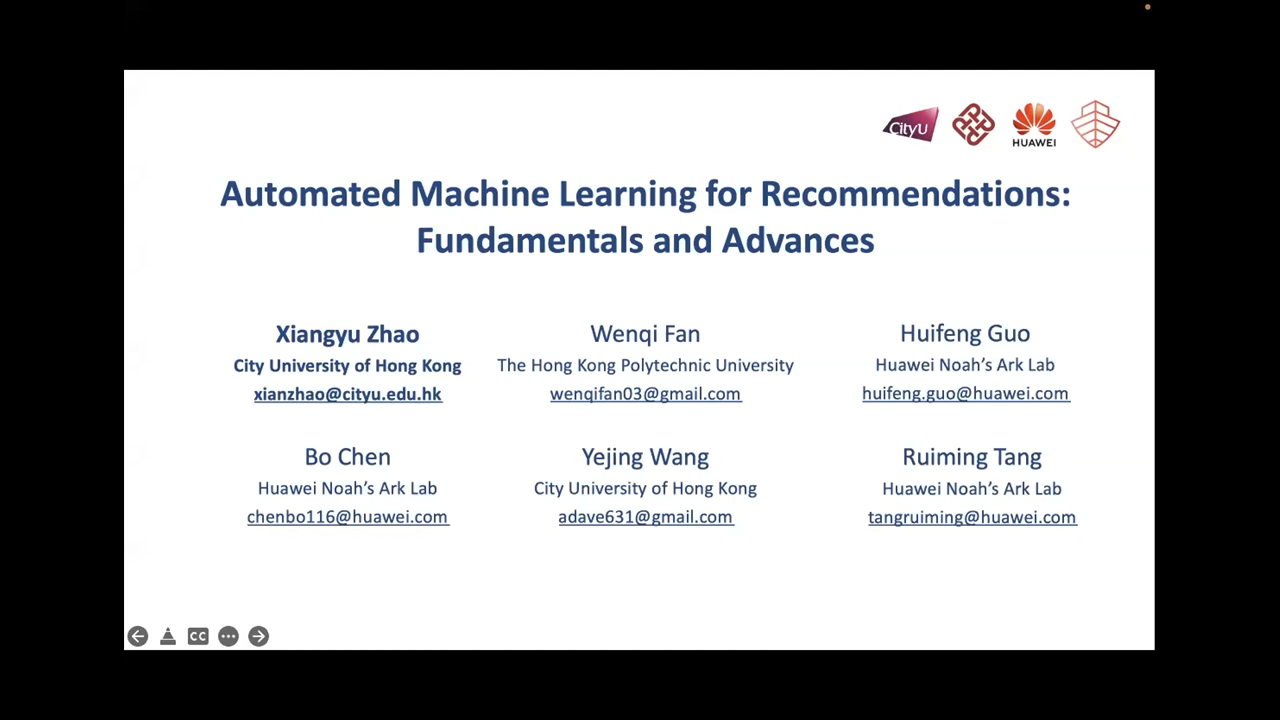 CityU
HUAWEI
Automated Machine Learning for Recommendations:
Fundamentals and Advances
Xiangyu Zhao
City University of Hong Kong
xianzhao@cityu.edu.hk
Wenqi Fan
The Hong Kong Polytechnic University
wenqifan03@gmail.com
Huifeng Guo
Huawei Noah’s Ark Lab
huifeng.guo@huawei.com
Bo Chen
Huawei Noah’s Ark Lab
chenbo116@huawei.com
Yejing Wang
City University of Hong Kong
adave631@gmail.com
Ruiming Tang
Huawei Noah’s Ark Lab
tangruiming@huawei.com
CC